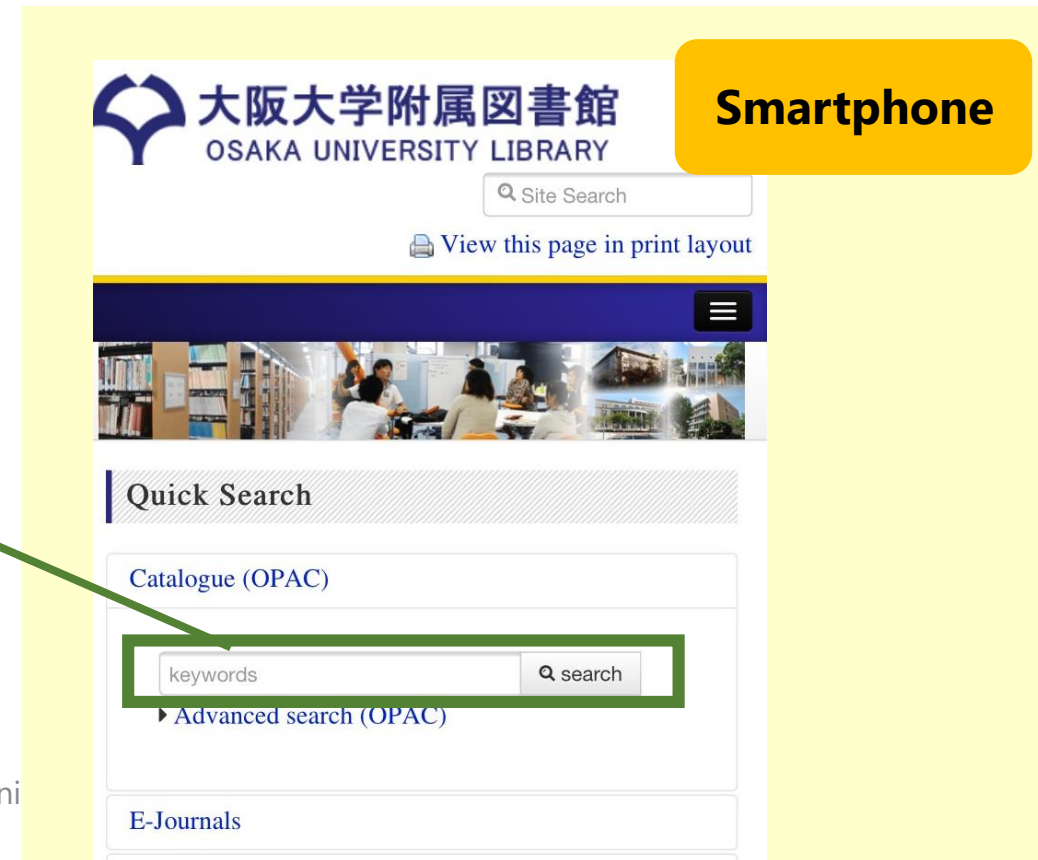 Smartphone
大阪大学附属図書館
OSAKA UNIVERSITY LIBRARY
Site Search
View this page in print layout
Quick Search
Catalogue (OPAC)
keywords
search
Advanced search (OPAC)
ni
E-Journals